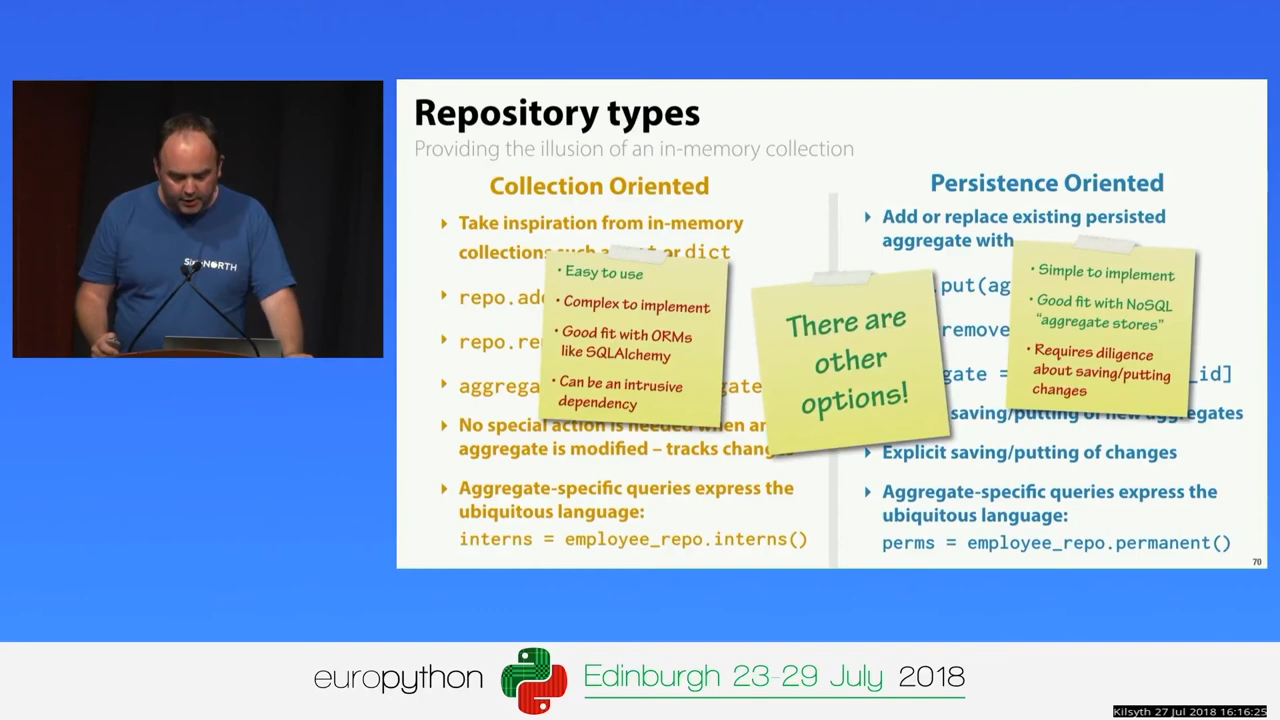 Repository types
Providing the illusion of an in-memory collection
Collection Oriented
Take inspiration from in-memory
collections such a or dict
repo.add
repo.re
aggrega gate
No special action is needed when an
aggregate is modified – tracks chang
Aggregate-specific queries express the
ubiquitous language:
interns = employee_repo.interns()
• Easy to use
• Complex to implement
• Good fit with ORMs
like SQLAlchemy
• Can be an intrusive
dependency
There are
other
options!
Persistence Oriented
Add or replace existing persisted
aggregate with
.put(ag
remove
gate = _id]
saving/putting of new aggregates
Explicit saving/putting of changes
Aggregate-specific queries express the
ubiquitous language:
perms = employee_repo.permanent()
• Simple to implement
• Good fit with NoSQL
"aggregate stores"
• Requires diligence
about saving/putting
changes
70
europython
Edinburgh 23-29 July 2018
Kilsyth 27 Jul 2018 16:16:25